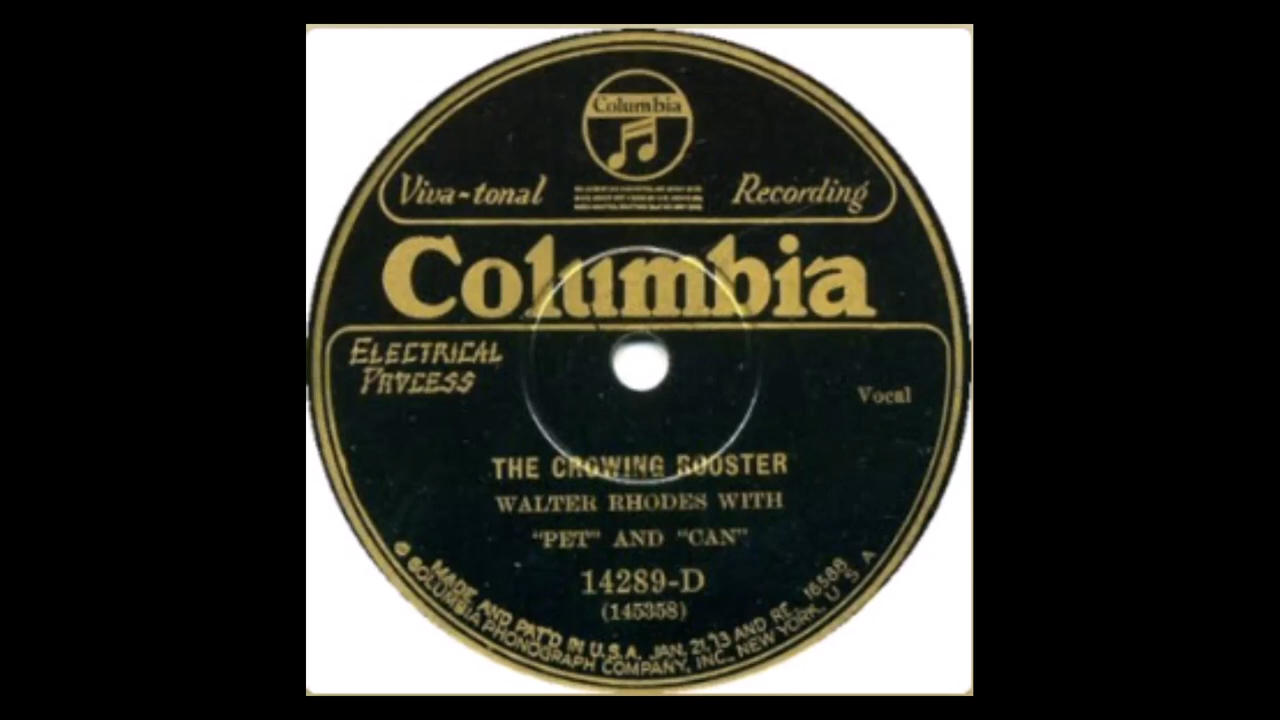 Columbia
Viva-tonal Recording
Columbia
ELECTRICAL
PROCESS
Vocal
THE CROWING ROOSTER
WALTER RHODES WITH
"PET" AND "CAN"
14289-D
(145358)
MADE AND PAT'D IN U.S.A. JAN. 21,'13 AND RE. 16588
COLUMBIA PHONOGRAPH COMPANY, INC., NEW YORK, U S A